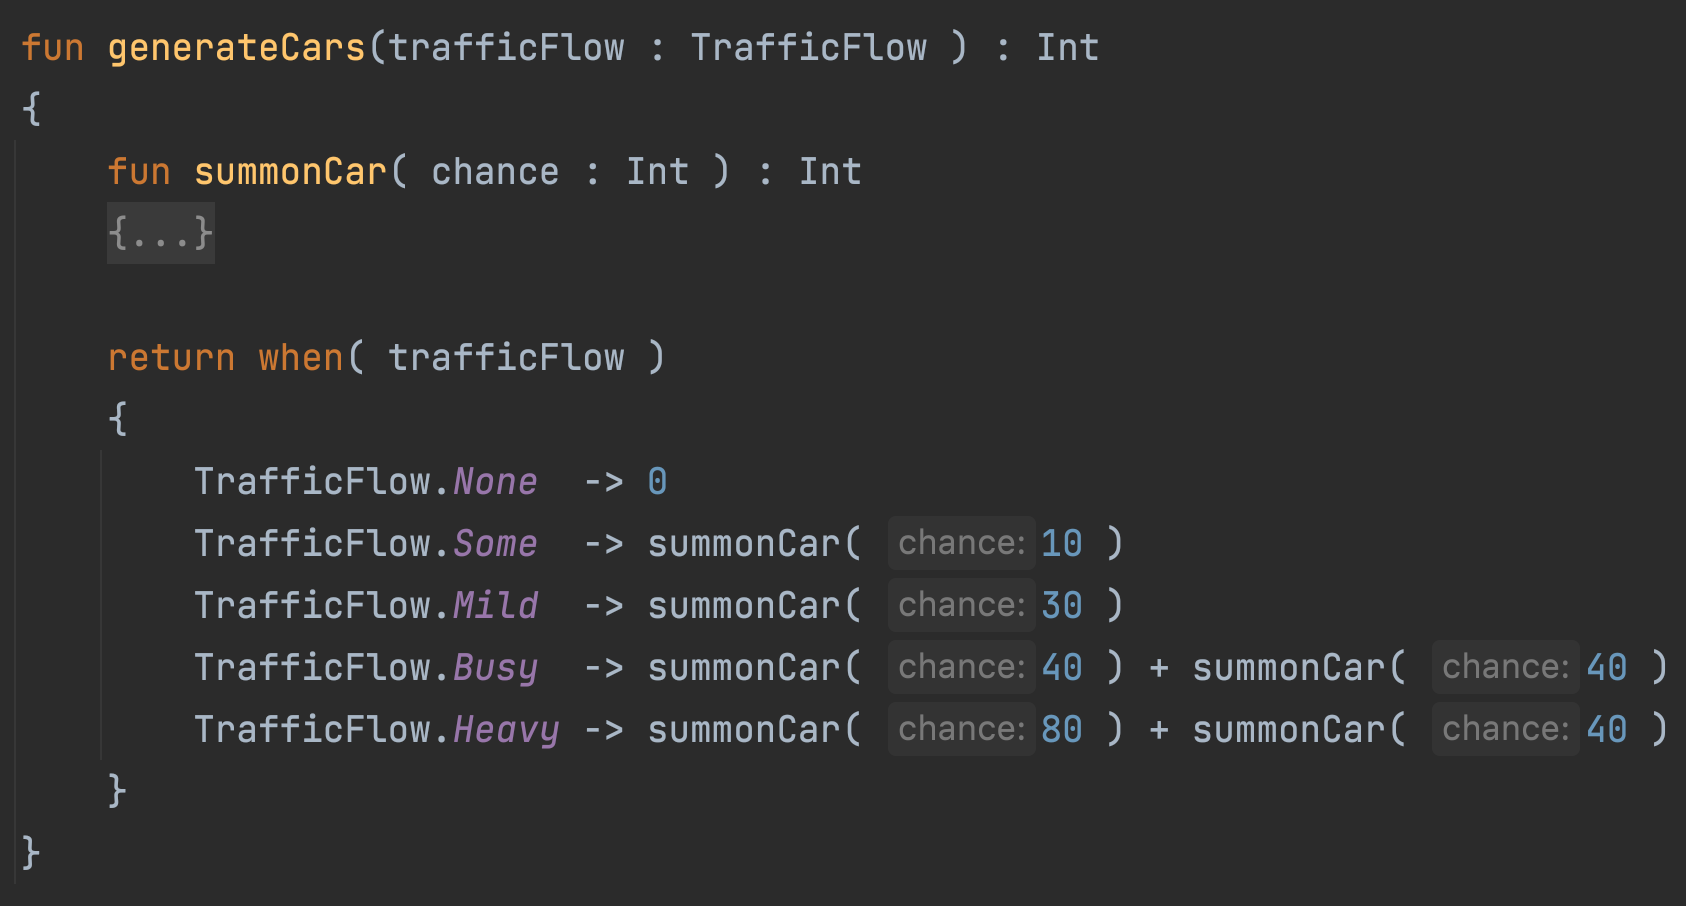 fun generateCars(trafficFlow : TrafficFlow ) : Int
{
fun summonCar( chance : Int ) : Int
{...}
return when( trafficFlow )
{
TrafficFlow.None -> 0
TrafficFlow.Some -> summonCar( chance: 10 )
TrafficFlow.Mild -> summonCar( chance: 30 )
TrafficFlow.Busy -> summonCar( chance: 40 ) + summonCar( chance: 40 )
TrafficFlow.Heavy -> summonCar( chance: 80 ) + summonCar( chance: 40 )
}
}